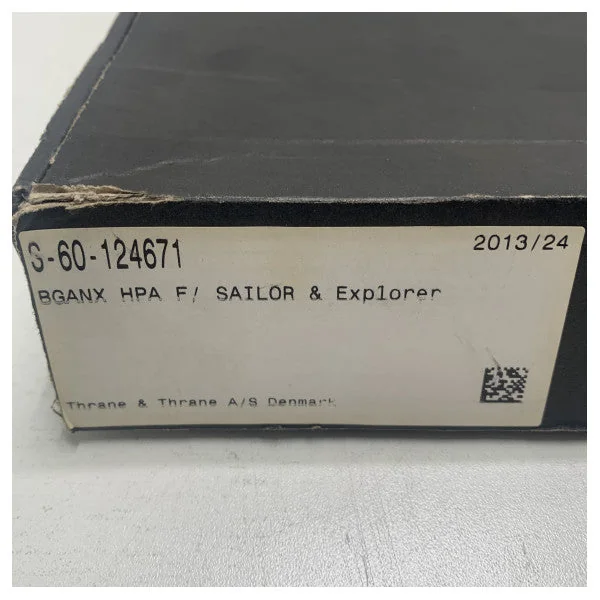 S-60-124671
2013/24
BGANX HPA F/ SAILOR & Explorer
Thrane & Thrane A/S Denmark